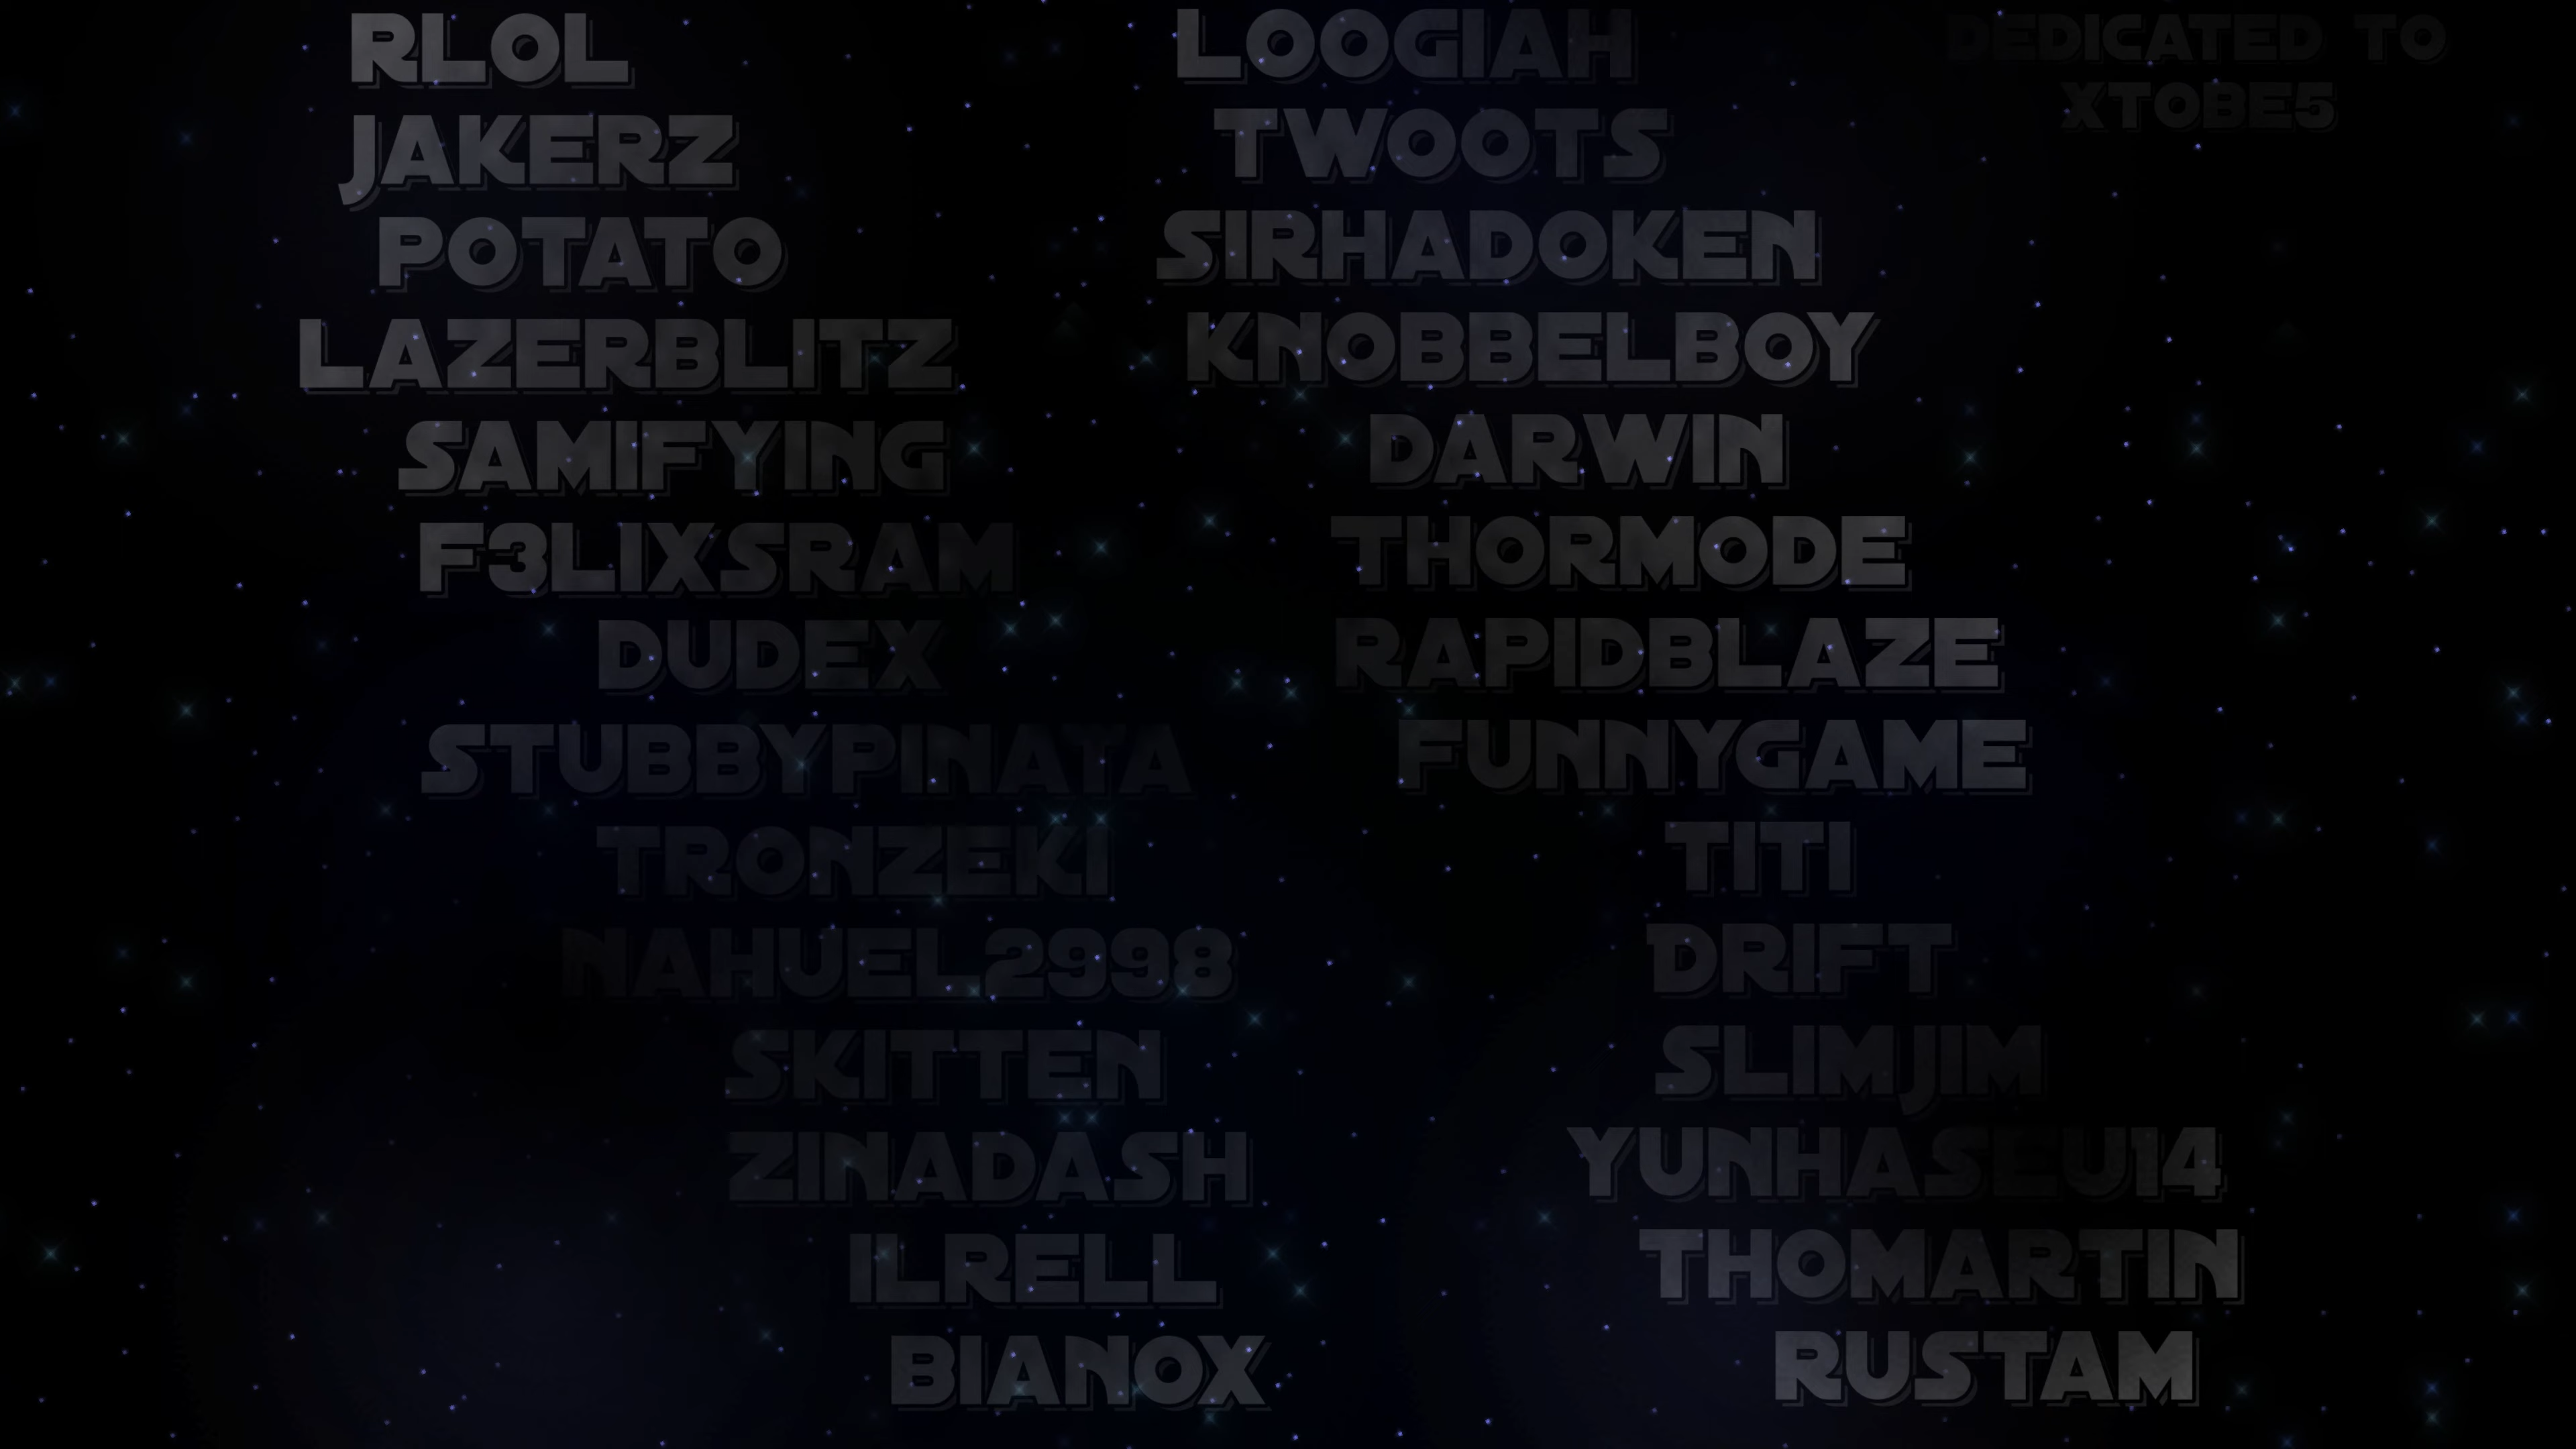 RLOL
JAKERZ
POTATO
LAZERBLITZ
SAMIFYING
F3LIXSRAM
DUDEX
STUBBYPINATA
TRONZEKI
NAHUEL2998
SKITTEN
ZINADASH
ILRELL
BIANOX
LOOGIAH
TWOOTS
SIRHADOKEN
KNOBBELBOY
DARWIN
THORMODE
RAPIDBLAZE
FUNNYGAME
TITI
DRIFT
SLIMJIM
YUNHASEU14
THOMARTIN
RUSTAM
DEDICATED TO
XTOBE5